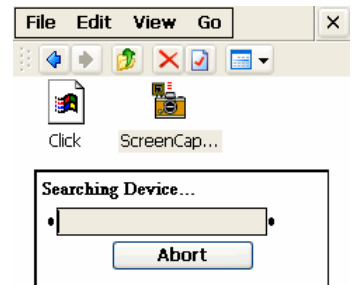 File Edit View Go
Click ScreenCap...
Searching Device...
Abort